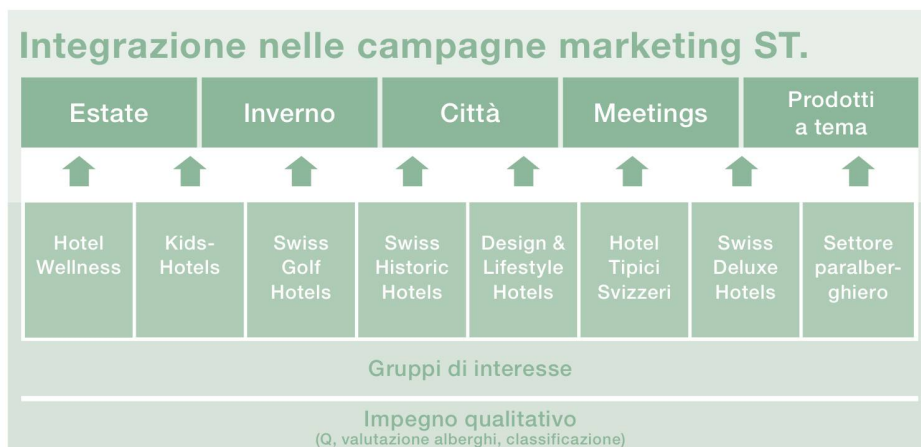 Integrazione nelle campagne marketing ST.
Estate
Inverno
Città
Meetings
Prodotti
a tema
Hotel
Wellness
Kids-
Hotels
Swiss
Golf
Hotels
Swiss
Historic
Hotels
Design &
Lifestyle
Hotels
Hotel
Tipici
Svizzeri
Swiss
Deluxe
Hotels
Settore
paralber-
ghiero
Gruppi di interesse
Impegno qualitativo
(Q, valutazione alberghi, classificazione)